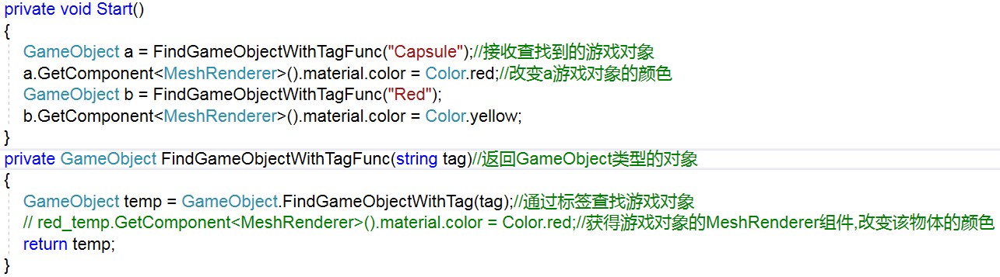 private void Start()
{
GameObject a = FindGameObjectWithTagFunc("Capsule");//接收查找到的游戏对象
a.GetComponent<MeshRenderer>().material.color = Color.red;//改变a游戏对象的颜色
GameObject b = FindGameObjectWithTagFunc("Red");
b.GetComponent<MeshRenderer>().material.color = Color.yellow;
}
private GameObject FindGameObjectWithTagFunc(string tag)//返回GameObject类型的对象
{
GameObject temp = GameObject.FindGameObjectWithTag(tag);//通过标签查找游戏对象
// red_temp.GetComponent<MeshRenderer>().material.color = Color.red;//获得游戏对象的MeshRenderer组件,改变该物体的颜色
return temp;
}